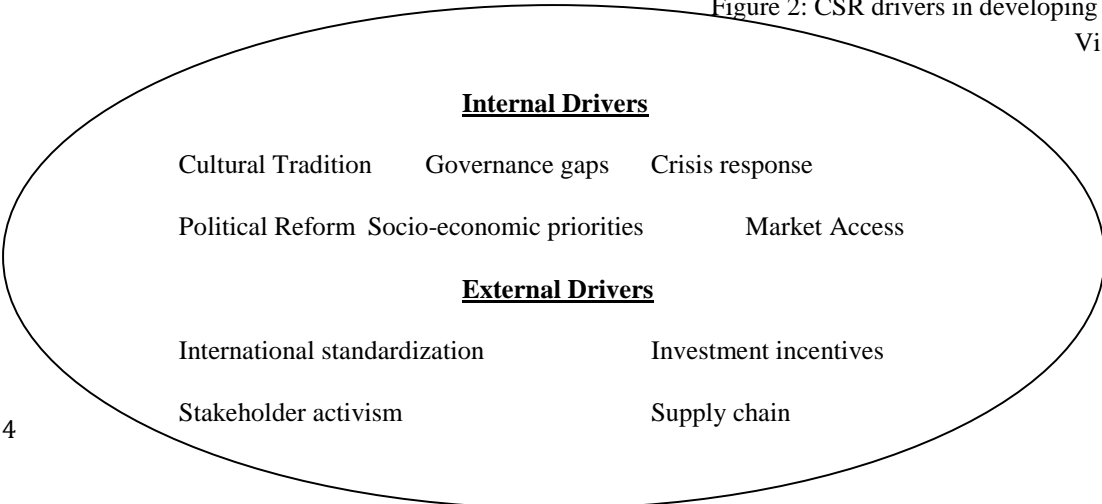 Figure 2: CSR drivers in developing
Vi
Internal Drivers
Cultural Tradition Governance gaps Crisis response
Political Reform Socio-economic priorities Market Access
External Drivers
International standardization Investment incentives
Stakeholder activism Supply chain
4